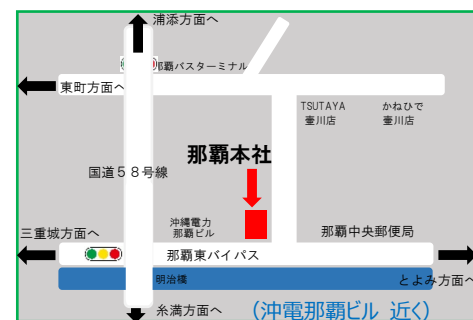 浦添方面へ
那覇バスターミナル
東町方面へ
TSUTAYA
壷川店
かねひで
壷川店
那覇本社
国道58号線
沖縄電力
那覇ビル
三重城方面へ
那覇中央郵便局
那覇東バイパス
明治橋
とよみ方面へ
糸満方面へ
(沖電那覇ビル 近く)